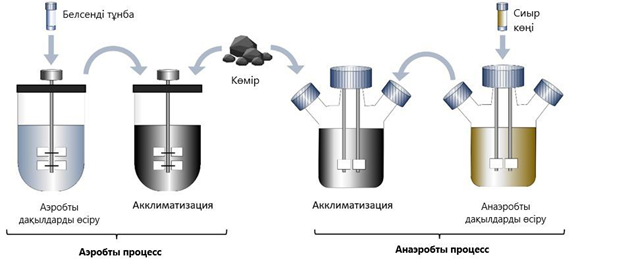 Белсенді тұнба
Сиыр
көңі
Көмір
Аэробты
дақылдарды өсіру
Акклиматизация
Акклиматизация
Анаэробты
дақылдарды өсіру
Аэробты процесс
Анаэробты процесс